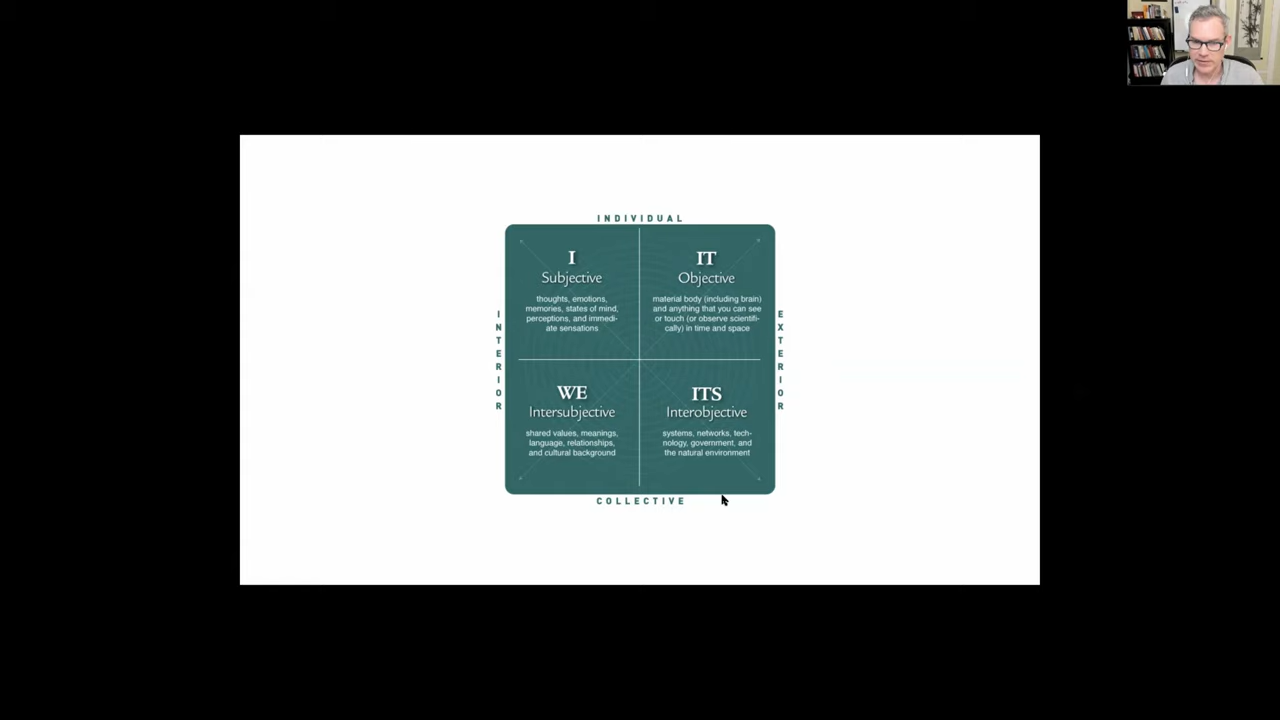 INDIVIDUAL
I
Subjective
thoughts, emotions,
memories, states of mind,
perceptions, and immedi-
ate sensations
IT
Objective
material body (including brain)
and anything that you can see
or touch (or observe scientifi-
cally) in time and space
INTERIOR
EXTERIOR
WE
Intersubjective
shared values, meanings,
language, relationships,
and cultural background
ITS
Interobjective
systems, networks, tech-
nology, government, and
the natural environment
COLLECTIVE